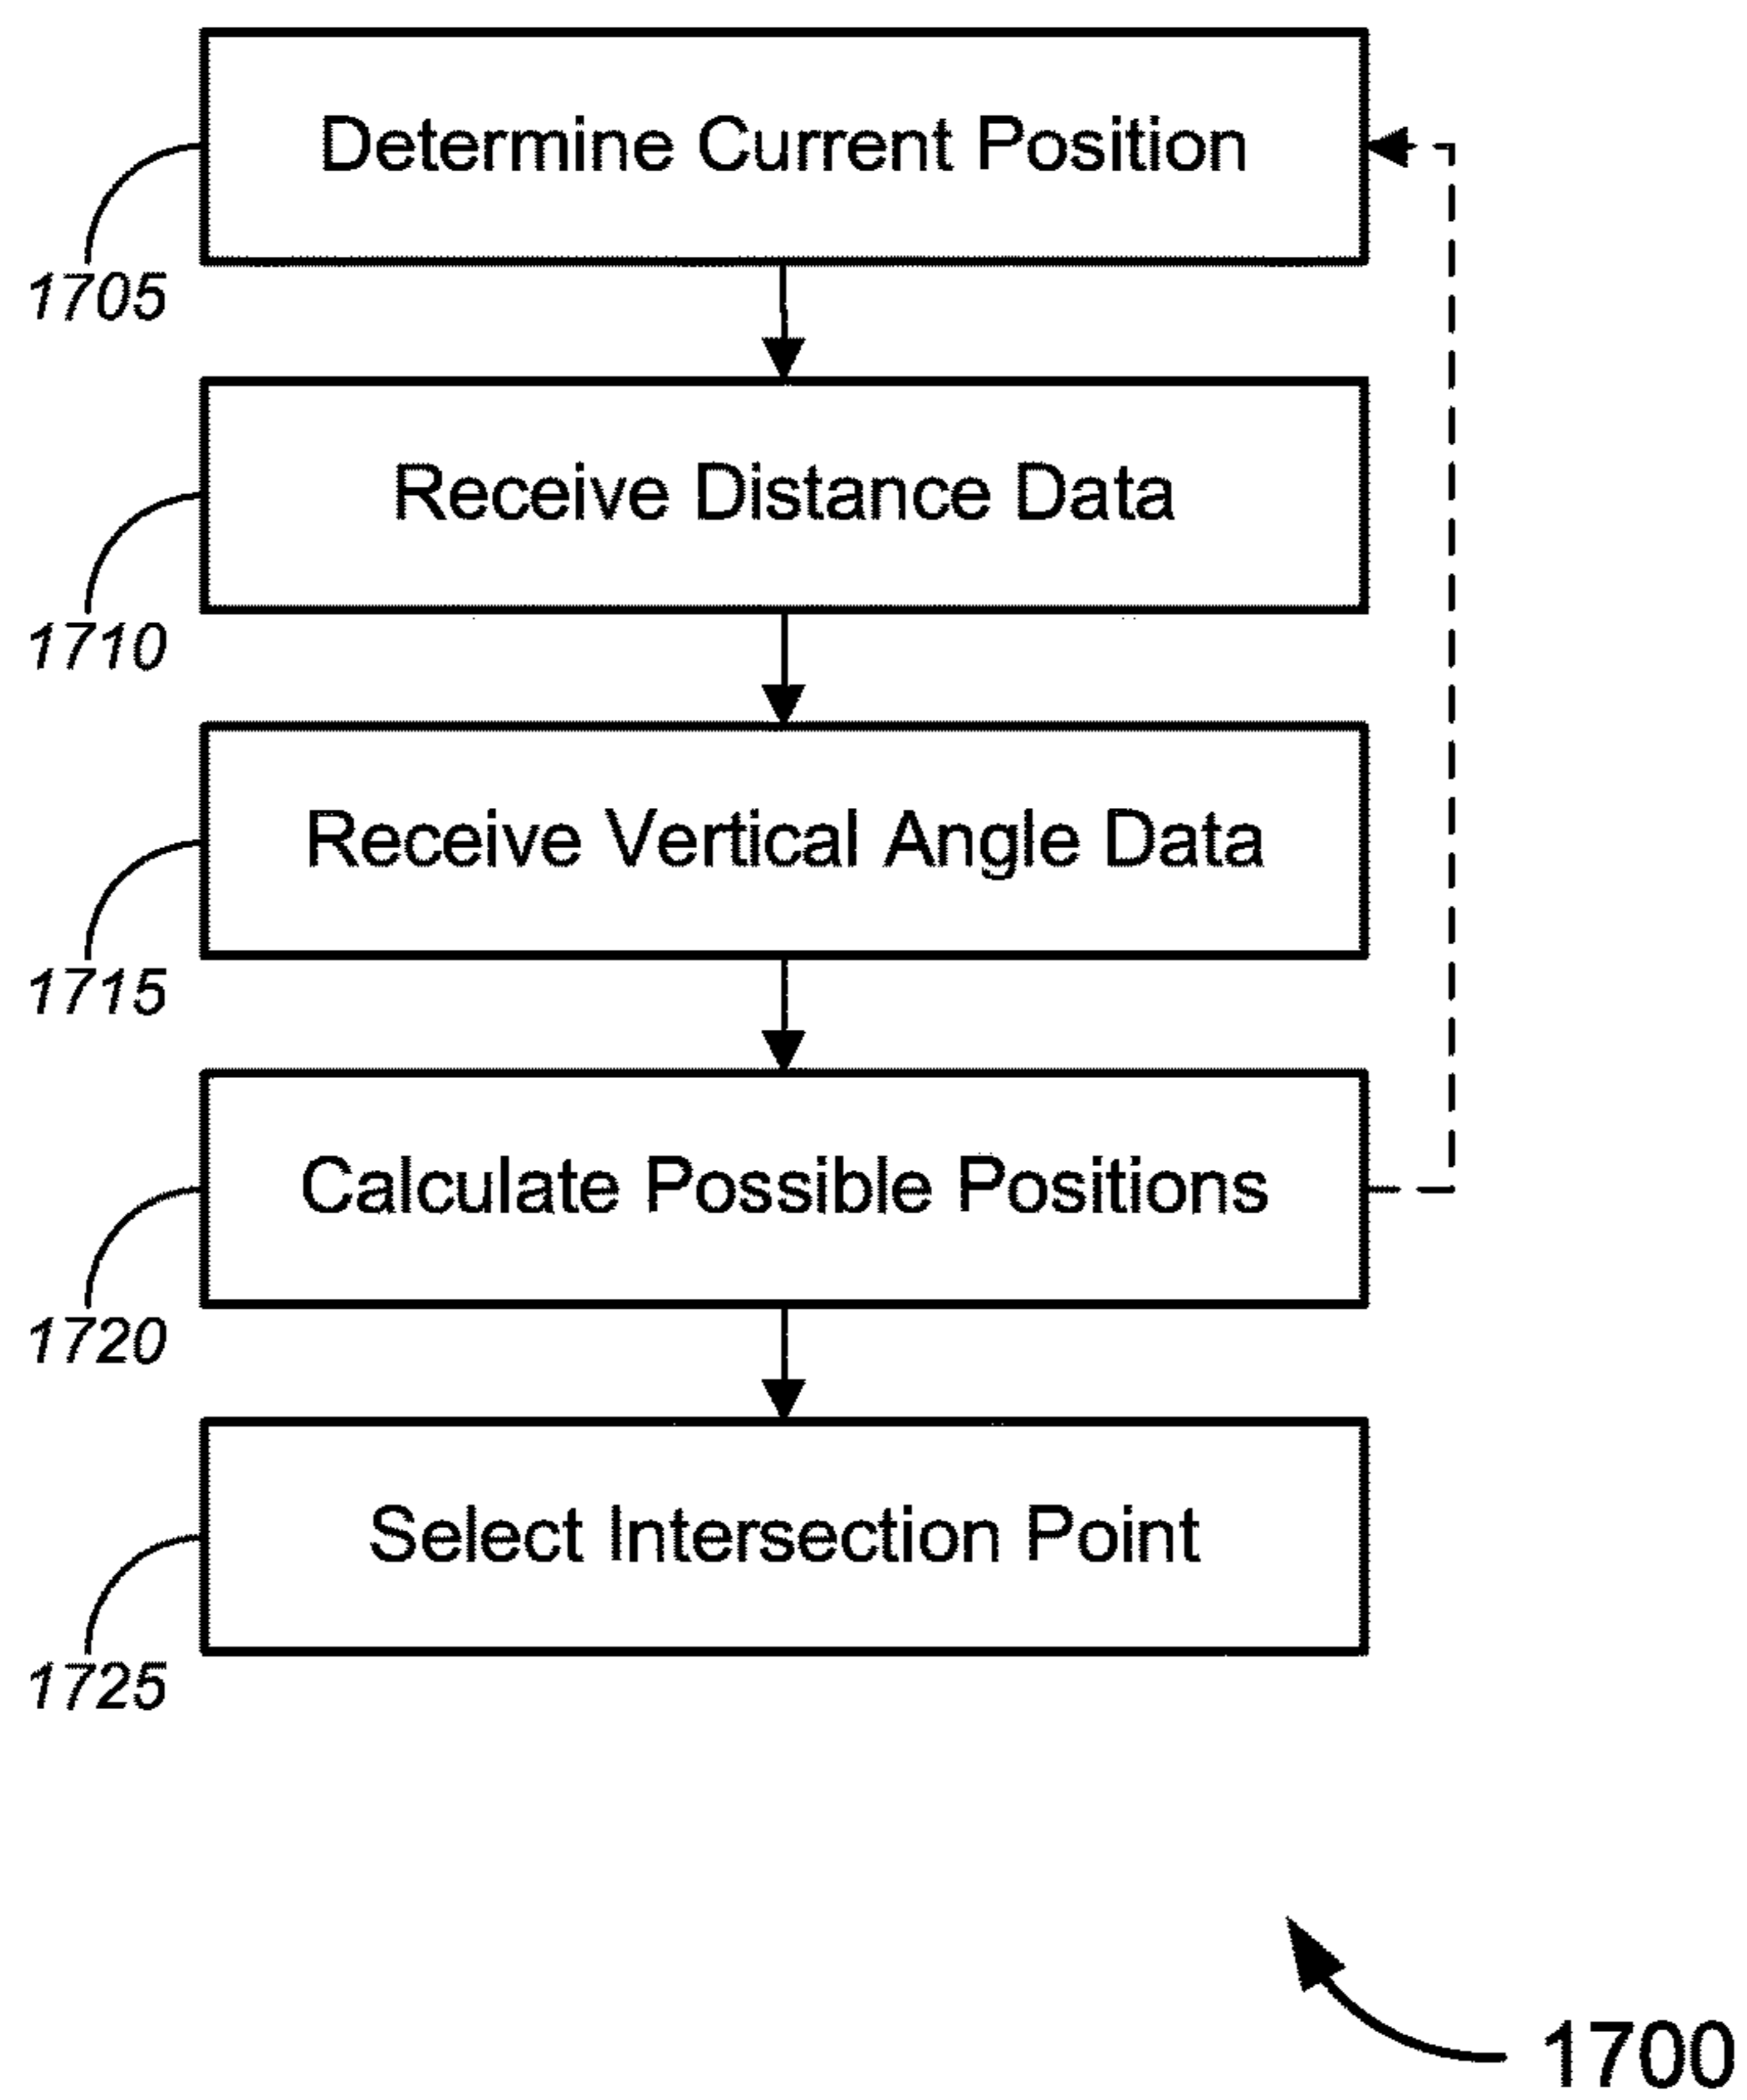 Determine Current Position
1705
Receive Distance Data
1710
Receive Vertical Angle Data
1715
Calculate Possible Positions
1720
Select Intersection Point
1725
1700